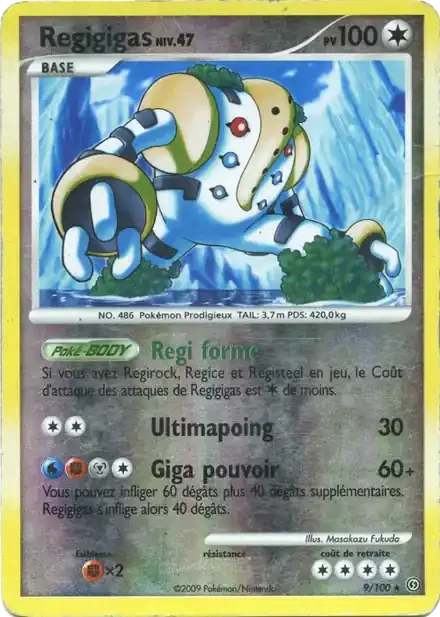 Regigigas NIV.47 PV 100
BASE
NO. 486 Pokémon Prodigieux TAIL: 3,7 m PDS: 420,0 kg
Poké-BODY Regi forme
Si vous avez Regirock, Regice et Registeel en jeu, le Coût
d'attaque des attaques de Regigigas est de moins.
Ultimapoing 30
Giga pouvoir 60+
Vous pouvez infliger 60 dégâts plus 40 dégâts supplémentaires.
Regigigas s'inflige alors 40 dégâts.
Illus. Masakazu Fukuda
faiblesse résistance coût de retraite
×2
©2009 Pokémon/Nintendo 9/100 ★